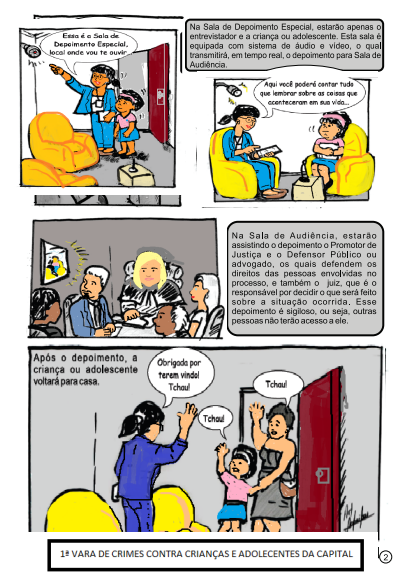 Essa é a Sala de
Depoimento Especial,
local onde vou te ouvir.
Na Sala de Depoimento Especial, estarão apenas o
entrevistador e a criança ou adolescente. Esta sala é
equipada com sistema de áudio e vídeo, o qual
transmitirá, em tempo real, o depoimento para Sala de
Audiência.
Aqui você poderá contar tudo
que lembrar sobre as coisas que
aconteceram em sua vida...
Na Sala de Audiência, estarão
assistindo o depoimento o Promotor de
Justiça e o Defensor Público ou
advogado, os quais defendem os
direitos das pessoas envolvidas no
processo, e também o juiz, que é o
responsável por decidir o que será feito
sobre a situação ocorrida. Esse
depoimento é sigiloso, ou seja, outras
pessoas não terão acesso a ele.
Após o depoimento, a
criança ou adolescente
voltará para casa.
Obrigada por
terem vindo!
Tchau!
Tchau!
Tchau!
1ª VARA DE CRIMES CONTRA CRIANÇAS E ADOLECENTES DA CAPITAL
2